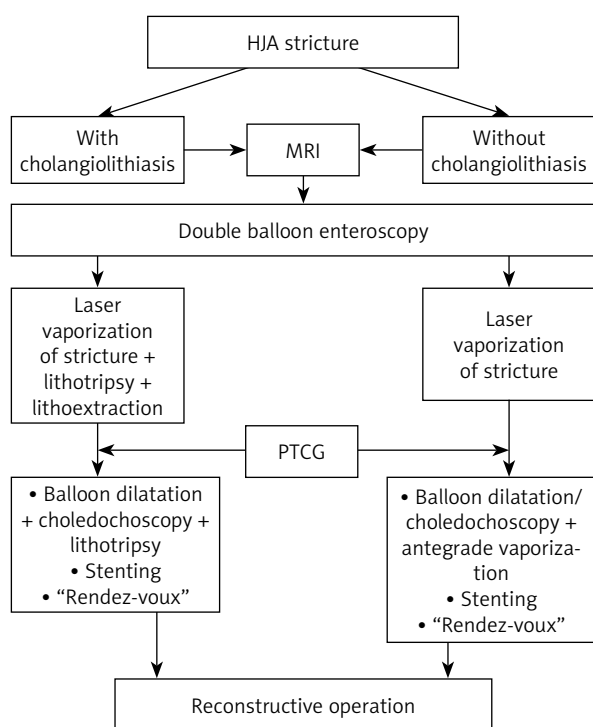 HJA stricture
With
cholangiolithiasis
MRI
Without
cholangiolithiasis
Double balloon enteroscopy
Laser
vaporization
of stricture +
lithotripsy +
lithoextraction
Laser
vaporization
of stricture
PTCG
• Balloon dilatation
+ choledochoscopy +
lithotripsy
• Stenting
• “Rendez-voux”
• Balloon dilatation/
choledochoscopy +
antegrade vaporiza-
tion
• Stenting
• “Rendez-voux”
Reconstructive operation